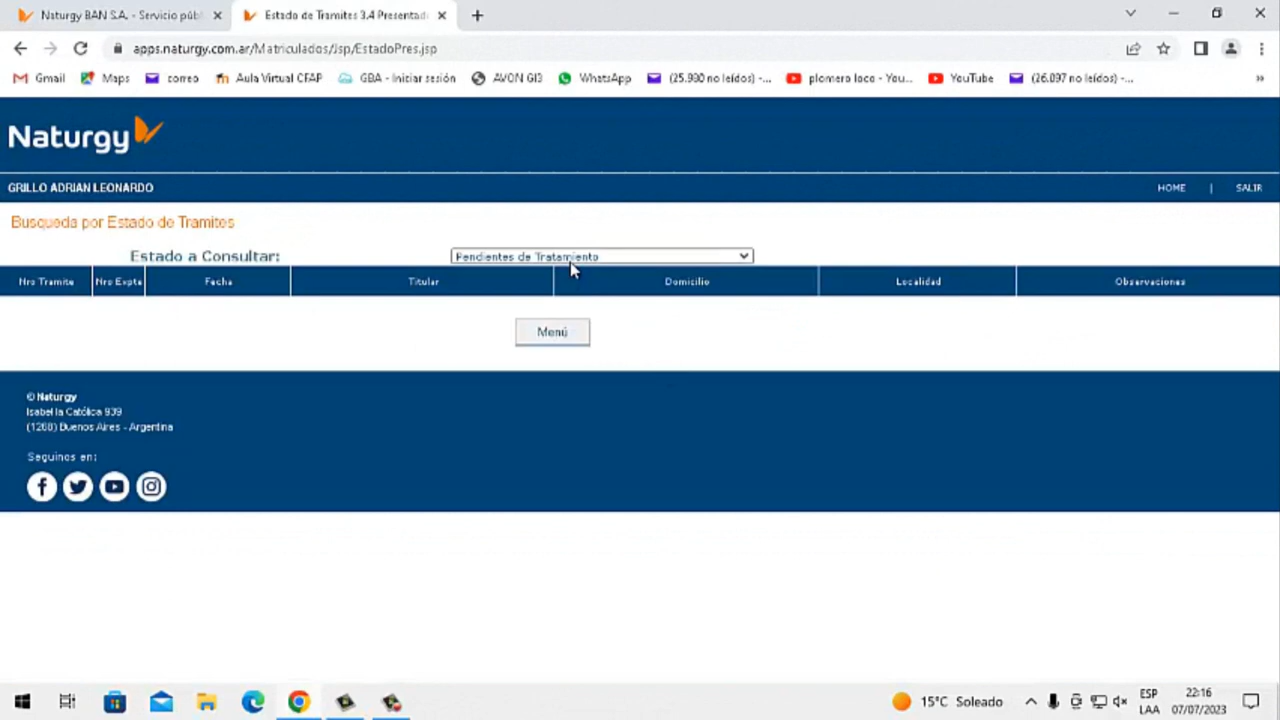 Naturgy BAN S.A. - Servicio públ
Estado de Tramites 3.4 Presentad
apps.naturgy.com.ar/Matriculados/Jsp/EstadoPres.jsp
Gmail
Maps
correo
Aula Virtual CFAP
GBA - Iniciar sesión
AVON GI3
WhatsApp
(25.990 no leídos) -...
plomero loco - You...
YouTube
(26.097 no leídos) -...
»
Naturgy
GRILLO ADRIAN LEONARDO
HOME | SALIR
Busqueda por Estado de Tramites
Estado a Consultar:
Pendientes de Tratamiento
Nro Tramite
Nro Expte
Fecha
Titular
Domicilio
Localidad
Observaciones
Menú
© Naturgy
Isabel la Católica 939
(1268) Buenos Aires - Argentina
Seguinos en:
15°C Soleado
ESP
LAA
22:16
07/07/2023